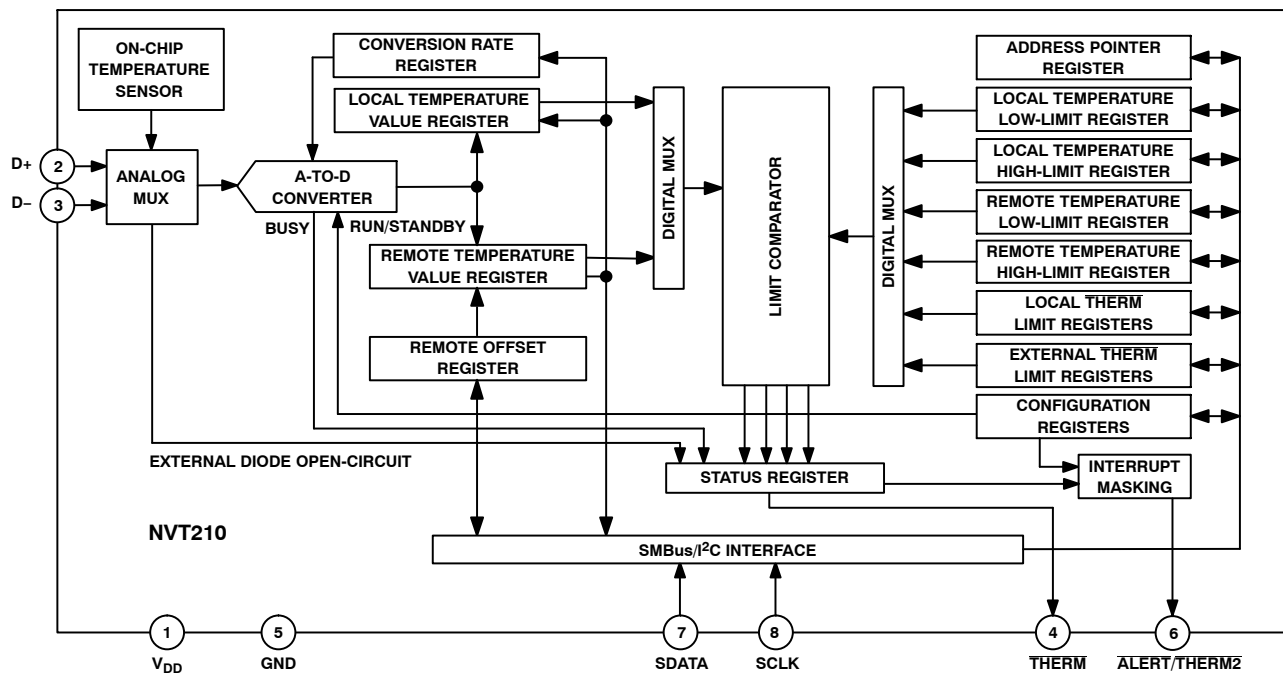 ON-CHIP
TEMPERATURE
SENSOR
CONVERSION RATE
REGISTER
LOCAL TEMPERATURE
VALUE REGISTER
D+
2
D−
3
ANALOG
MUX
A-TO-D
CONVERTER
BUSY
RUN/STANDBY
REMOTE TEMPERATURE
VALUE REGISTER
REMOTE OFFSET
REGISTER
DIGITAL MUX
LIMIT COMPARATOR
DIGITAL MUX
ADDRESS POINTER
REGISTER
LOCAL TEMPERATURE
LOW-LIMIT REGISTER
LOCAL TEMPERATURE
HIGH-LIMIT REGISTER
REMOTE TEMPERATURE
LOW-LIMIT REGISTER
REMOTE TEMPERATURE
HIGH-LIMIT REGISTER
LOCAL THERM
LIMIT REGISTERS
EXTERNAL THERM
LIMIT REGISTERS
CONFIGURATION
REGISTERS
EXTERNAL DIODE OPEN-CIRCUIT
STATUS REGISTER
INTERRUPT
MASKING
NVT210
SMBus/I²C INTERFACE
1
5
7
8
4
6
VDD
GND
SDATA
SCLK
THERM
ALERT/THERM2